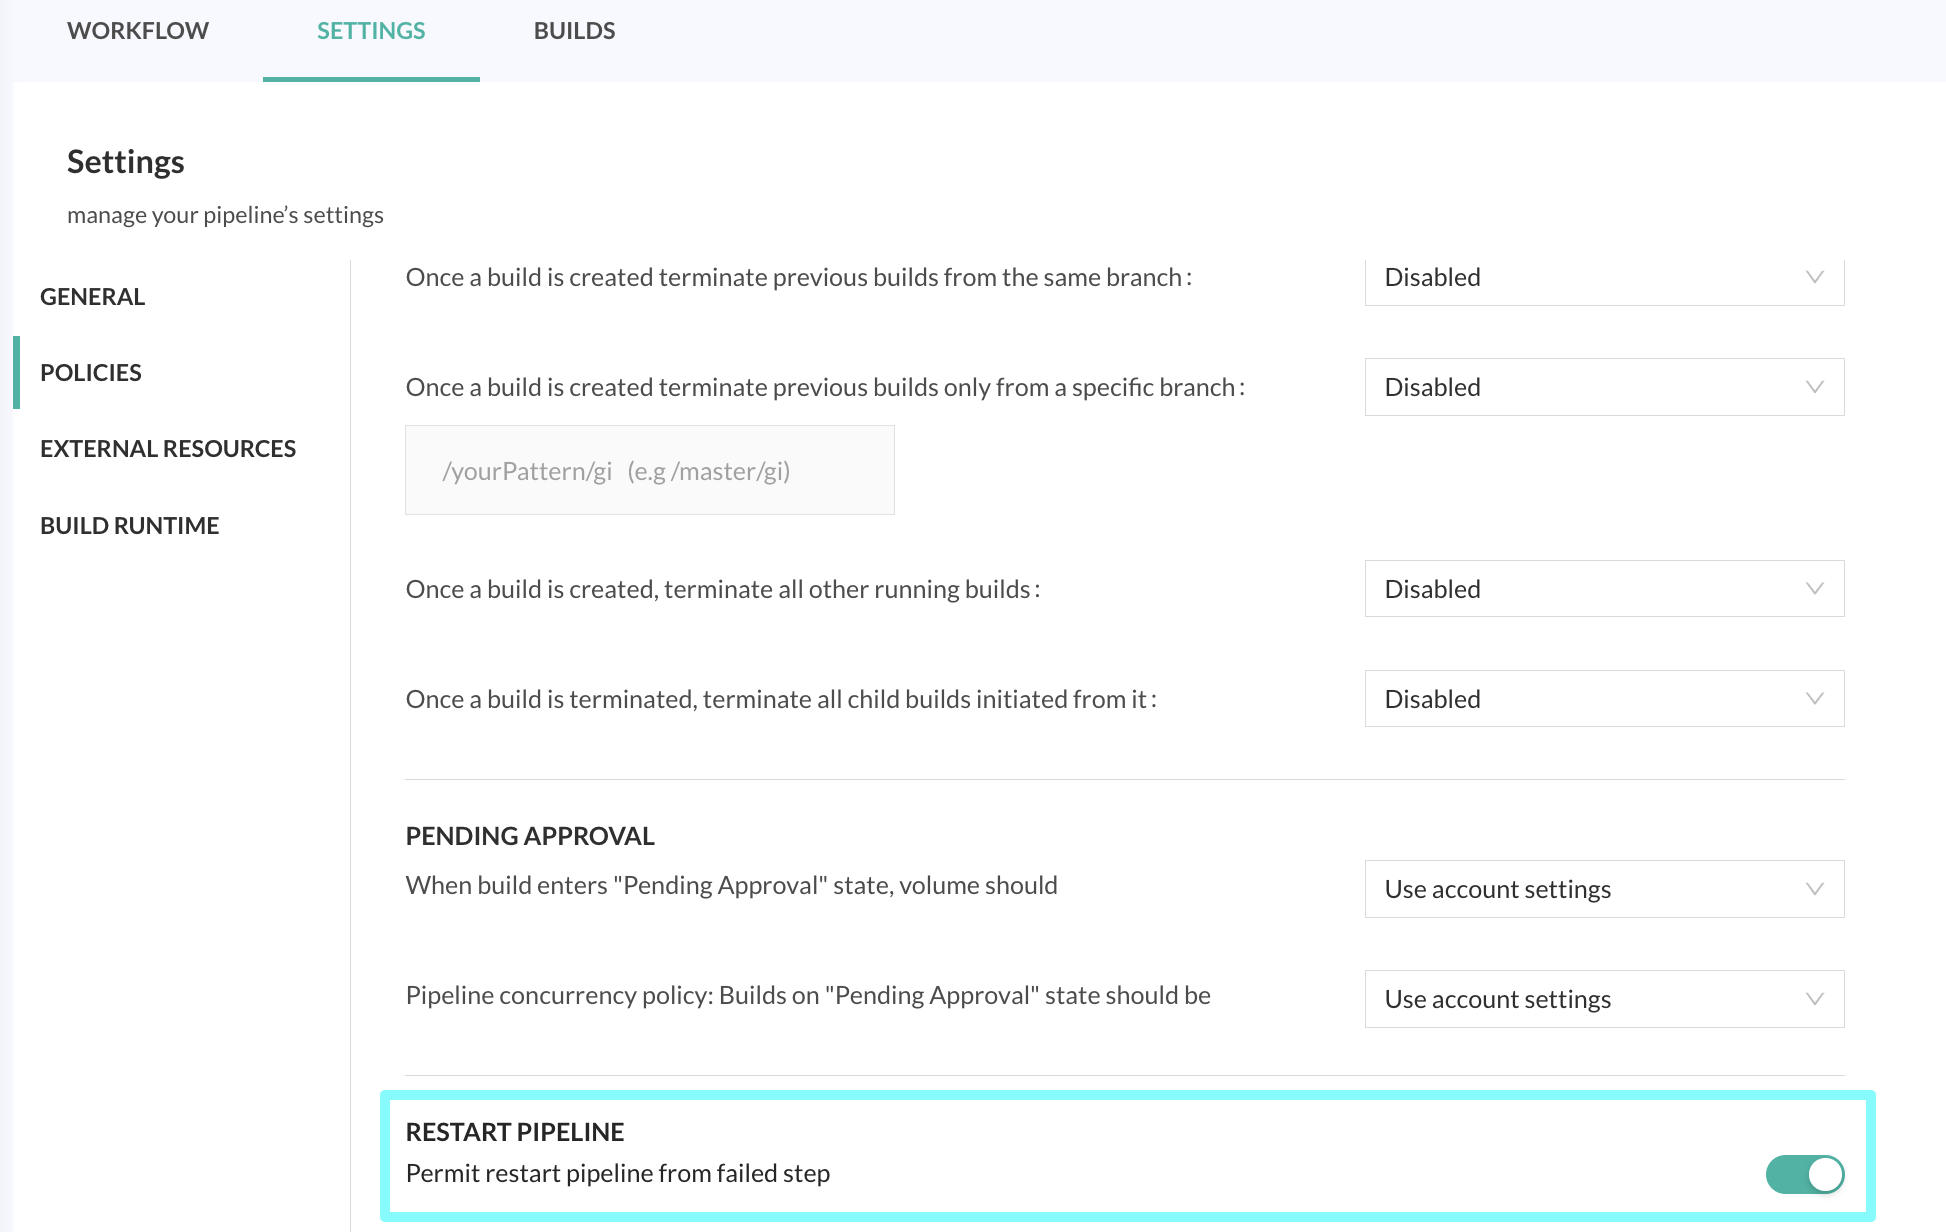 WORKFLOW SETTINGS BUILDS
Settings
manage your pipeline’s settings
GENERAL
POLICIES
EXTERNAL RESOURCES
BUILD RUNTIME
Once a build is created terminate previous builds from the same branch: Disabled
Once a build is created terminate previous builds only from a specific branch: Disabled
/yourPattern/gi (e.g /master/gi)
Once a build is created, terminate all other running builds: Disabled
Once a build is terminated, terminate all child builds initiated from it: Disabled
PENDING APPROVAL
When build enters "Pending Approval" state, volume should Use account settings
Pipeline concurrency policy: Builds on "Pending Approval" state should be Use account settings
RESTART PIPELINE
Permit restart pipeline from failed step